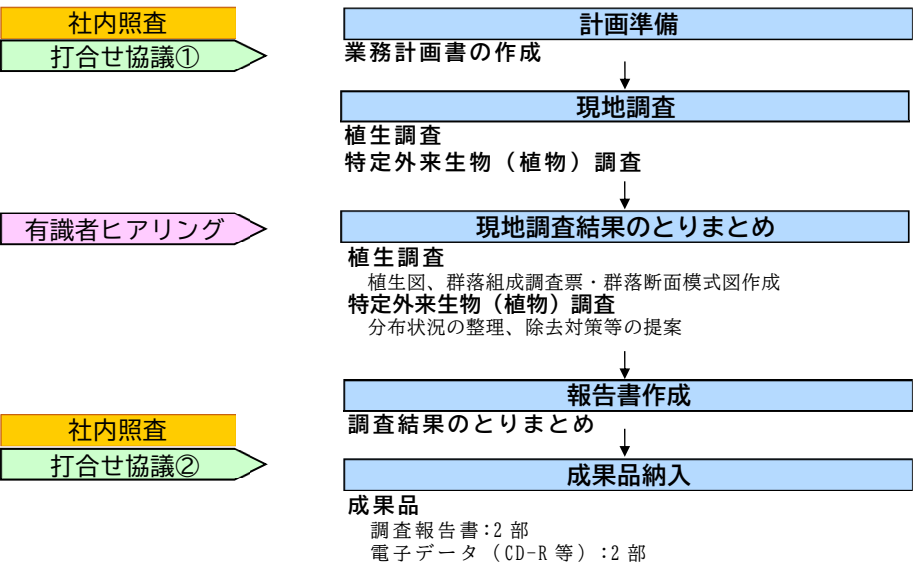 社内照査
打合せ協議①
計画準備
業務計画書の作成
現地調査
植生調査
特定外来生物（植物）調査
有識者ヒアリング
現地調査結果のとりまとめ
植生調査
植生図、群落組成調査票・群落断面模式図作成
特定外来生物（植物）調査
分布状況の整理、除去対策等の提案
報告書作成
調査結果のとりまとめ
社内照査
打合せ協議②
成果品納入
成果品
調査報告書:2 部
電子データ（CD-R 等）:2 部